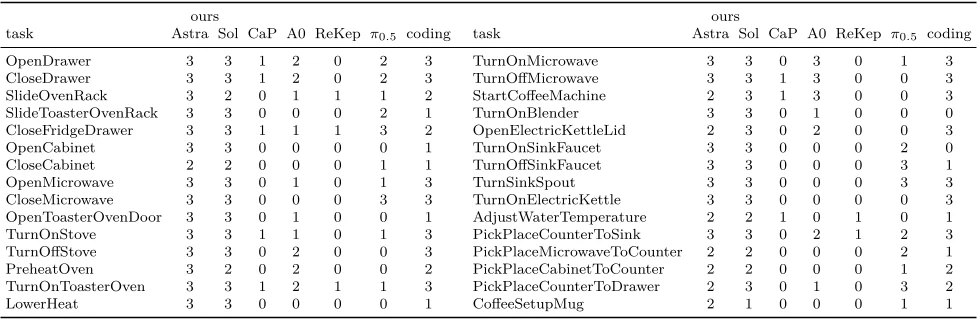 ours ours
task Astra Sol CaP A0 ReKep π0.5 coding task Astra Sol CaP A0 ReKep π0.5 coding
OpenDrawer 3 3 1 2 0 2 3 TurnOnMicrowave 3 3 0 3 0 1 3
CloseDrawer 3 3 1 2 0 2 3 TurnOffMicrowave 3 3 1 3 0 0 3
SlideOvenRack 3 2 0 1 1 1 2 StartCoffeeMachine 2 3 1 3 0 0 3
SlideToasterOvenRack 3 3 0 0 0 2 1 TurnOnBlender 3 3 0 1 0 0 0
CloseFridgeDrawer 3 3 1 1 1 3 2 OpenElectricKettleLid 2 3 0 2 0 0 3
OpenCabinet 3 3 0 0 0 0 1 TurnOnSinkFaucet 3 3 0 0 0 2 0
CloseCabinet 2 2 0 0 0 1 1 TurnOffSinkFaucet 3 3 0 0 0 3 1
OpenMicrowave 3 3 0 1 0 1 3 TurnSinkSpout 3 3 0 0 0 3 3
CloseMicrowave 3 3 0 0 0 3 3 TurnOnElectricKettle 3 3 0 0 0 0 3
OpenToasterOvenDoor 3 3 0 1 0 0 1 AdjustWaterTemperature 2 2 1 0 1 0 1
TurnOnStove 3 3 1 1 0 1 3 PickPlaceCounterToSink 3 3 0 2 1 2 3
TurnOffStove 3 3 0 2 0 0 3 PickPlaceMicrowaveToCounter 2 2 0 0 0 2 1
PreheatOven 3 2 0 2 0 0 2 PickPlaceCabinetToCounter 2 2 0 0 0 1 2
TurnOnToasterOven 3 3 1 2 1 1 3 PickPlaceCounterToDrawer 2 3 0 1 0 3 2
LowerHeat 3 3 0 0 0 0 1 CoffeeSetupMug 2 1 0 0 0 1 1